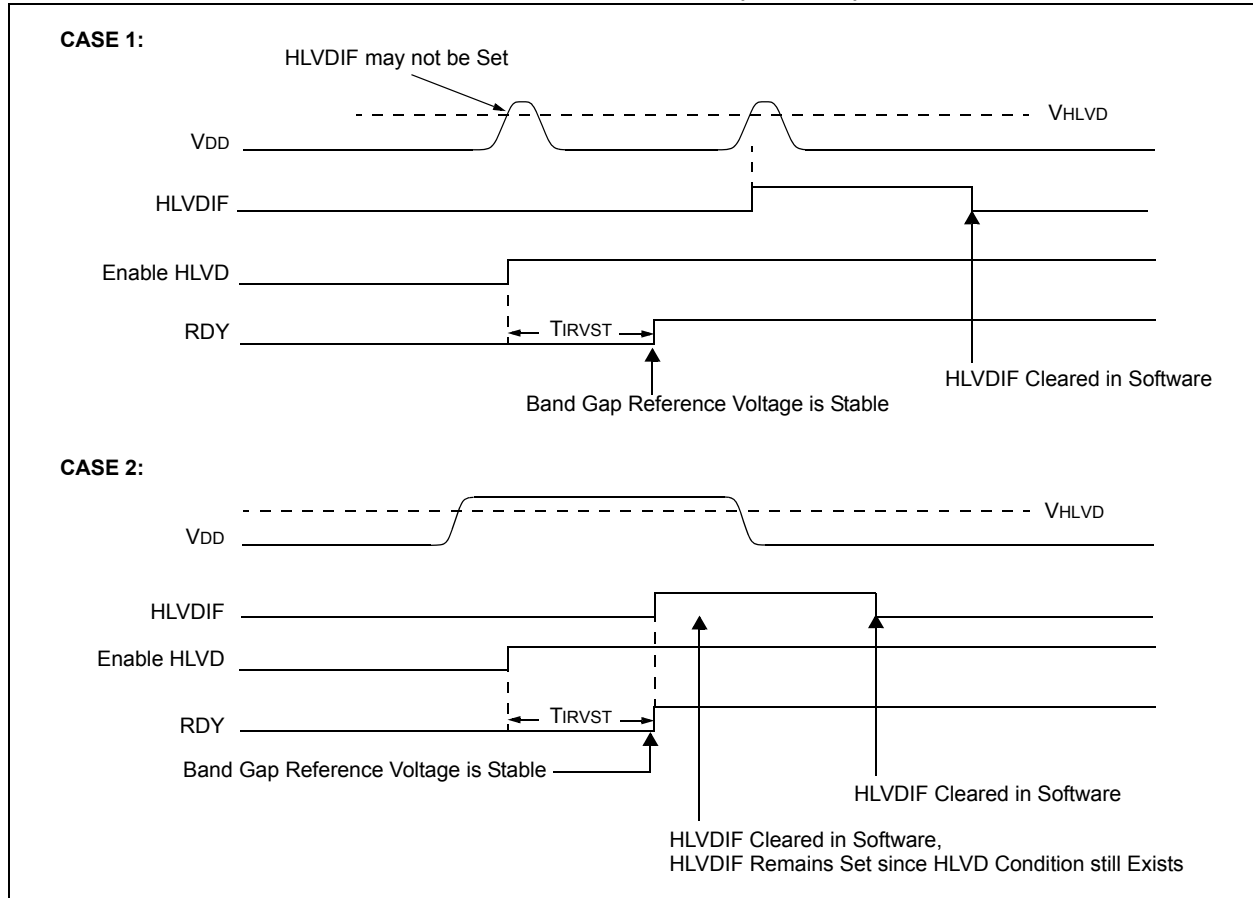 CASE 1:
HLVDIF may not be Set
VHLVD
VDD
HLVDIF
Enable HLVD
RDY
TIRVST
HLVDIF Cleared in Software
Band Gap Reference Voltage is Stable
CASE 2:
VHLVD
VDD
HLVDIF
Enable HLVD
RDY
TIRVST
Band Gap Reference Voltage is Stable
HLVDIF Cleared in Software
HLVDIF Cleared in Software,
HLVDIF Remains Set since HLVD Condition still Exists